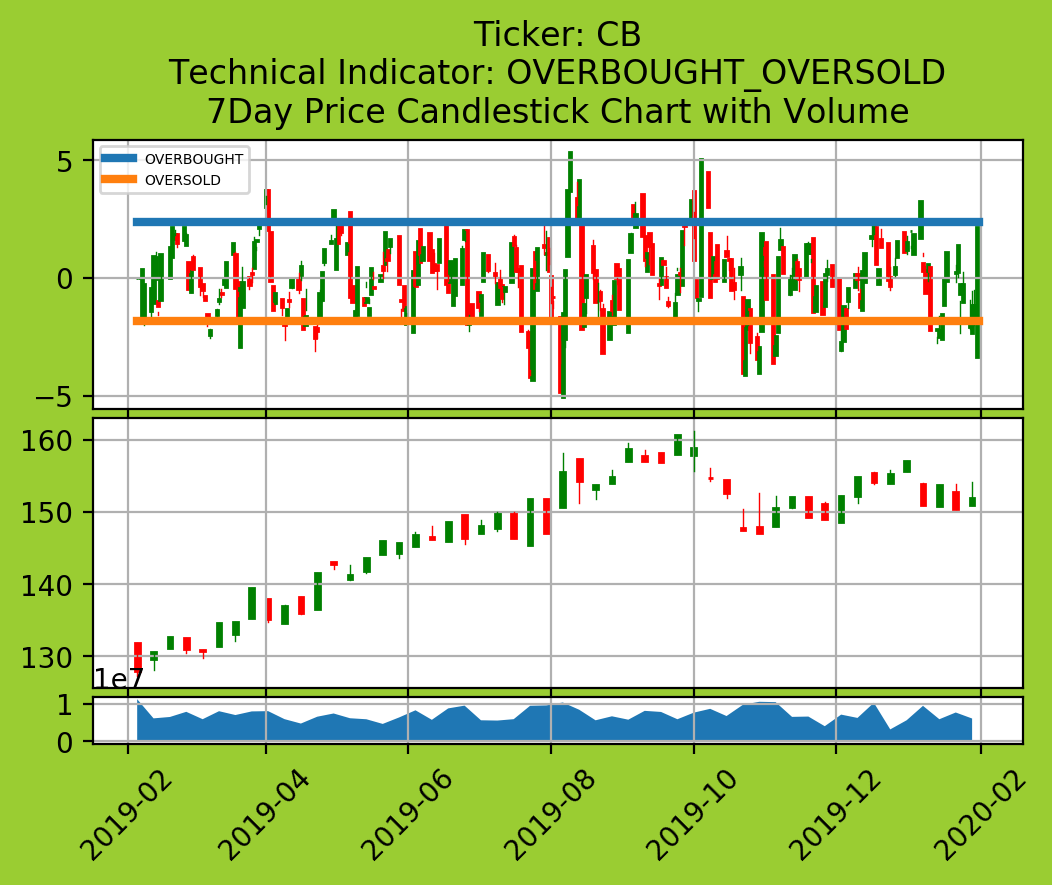 Ticker: CB
Technical Indicator: OVERBOUGHT_OVERSOLD
7Day Price Candlestick Chart with Volume
OVERBOUGHT
OVERSOLD
5
0
−5
160
150
140
130
1e7
1
0
2019-02
2019-04
2019-06
2019-08
2019-10
2019-12
2020-02